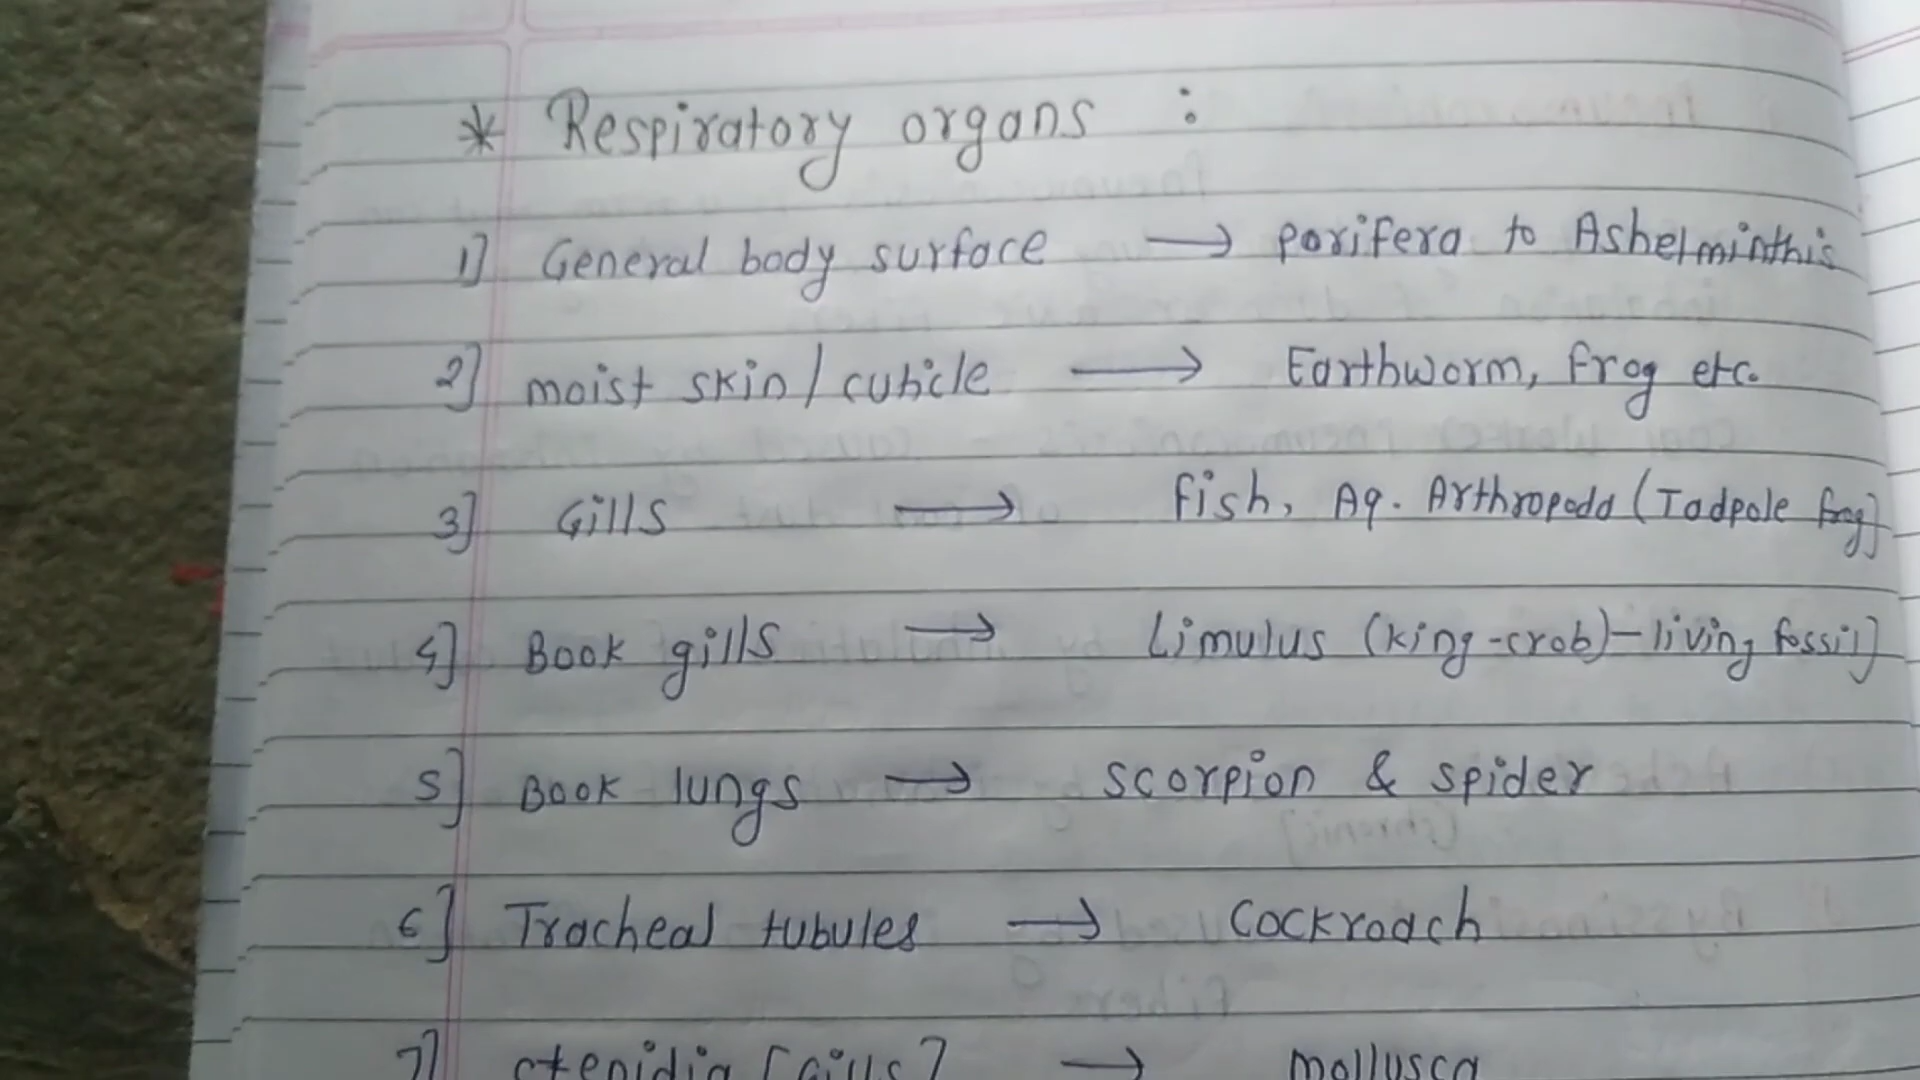 * Respiratory organs :
1] General body surface → porifera to Ashelminthis
2] moist skin / cuticle → Earthworm, Frog etc.
3] Gills → Fish, Aq. Arthropoda (Tadpole frog]
4] Book gills → Limulus (king-crab)-living fossil]
5] Book lungs → scorpion & spider
6] Tracheal tubules → Cockroach
7] ctenidia [gills] → mollusca